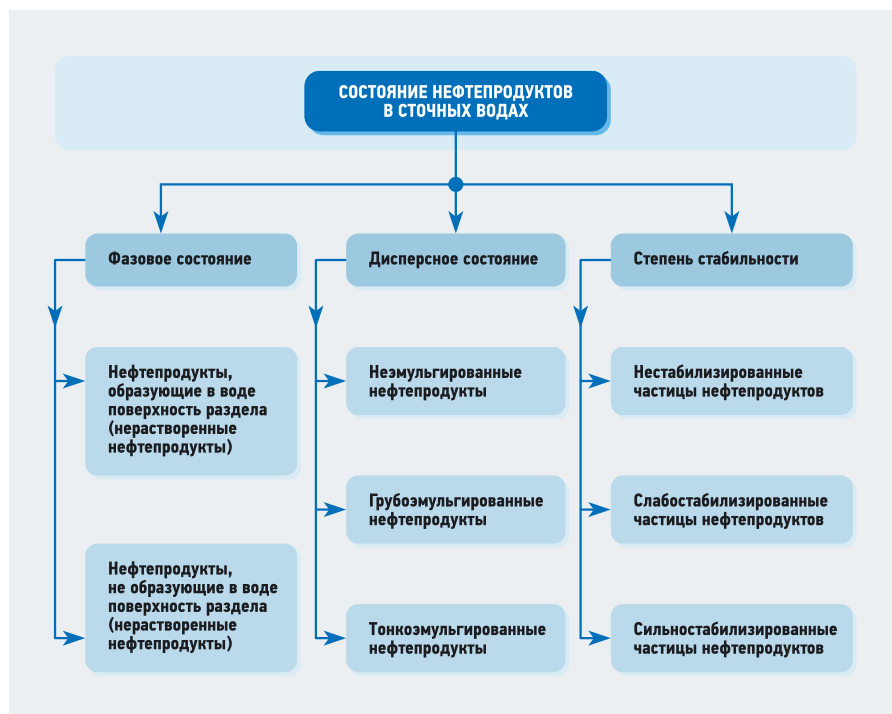 СОСТОЯНИЕ НЕФТЕПРОДУКТОВ
В СТОЧНЫХ ВОДАХ
Фазовое состояние
Нефтепродукты,
образующие в воде
поверхность раздела
(нерастворенные
нефтепродукты)
Нефтепродукты,
не образующие в воде
поверхность раздела
(нерастворенные
нефтепродукты)
Дисперсное состояние
Неэмульгированные
нефтепродукты
Грубоэмульгированные
нефтепродукты
Тонкоэмульгированные
нефтепродукты
Степень стабильности
Нестабилизированные
частицы нефтепродуктов
Слабостабилизированные
частицы нефтепродуктов
Сильностабилизированные
частицы нефтепродуктов